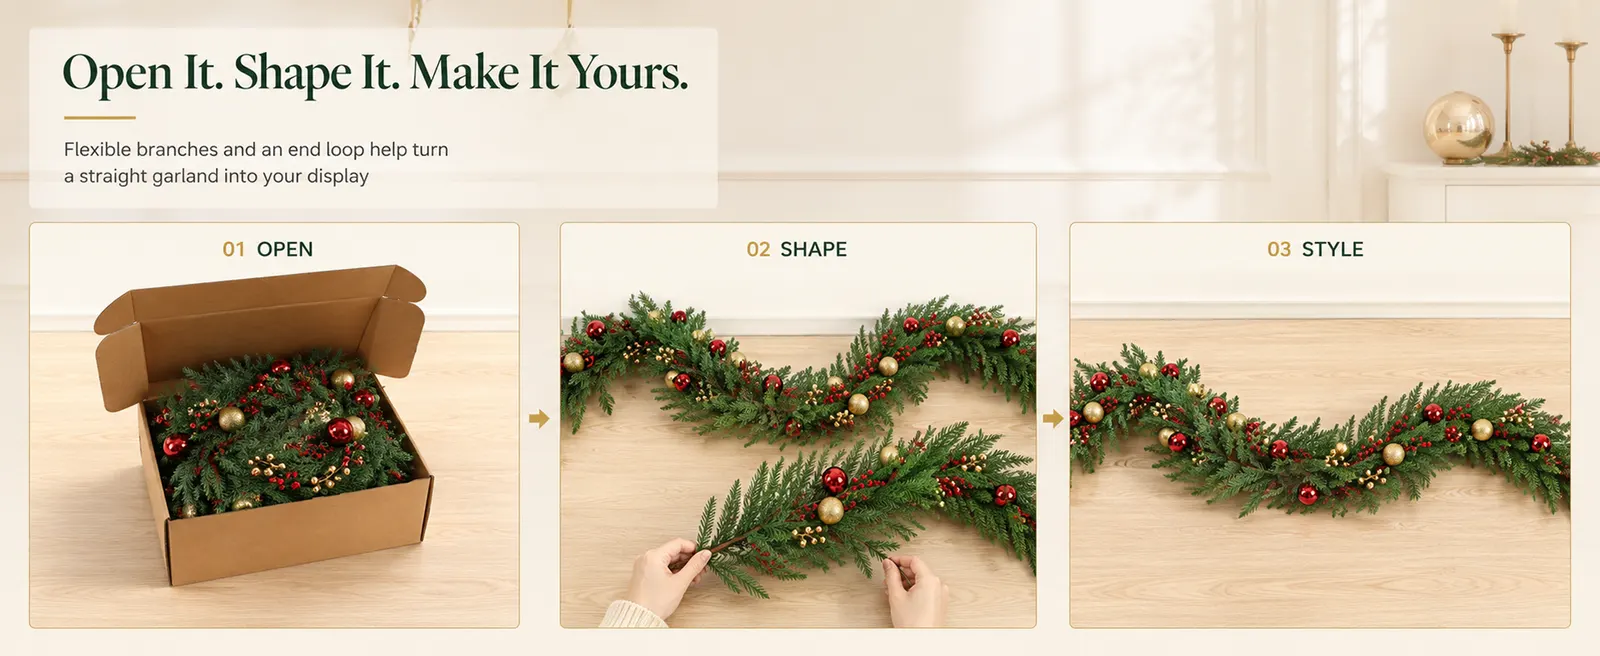 Open It. Shape It. Make It Yours.
Flexible branches and an end loop help turn
a straight garland into your display
01 OPEN
02 SHAPE
03 STYLE